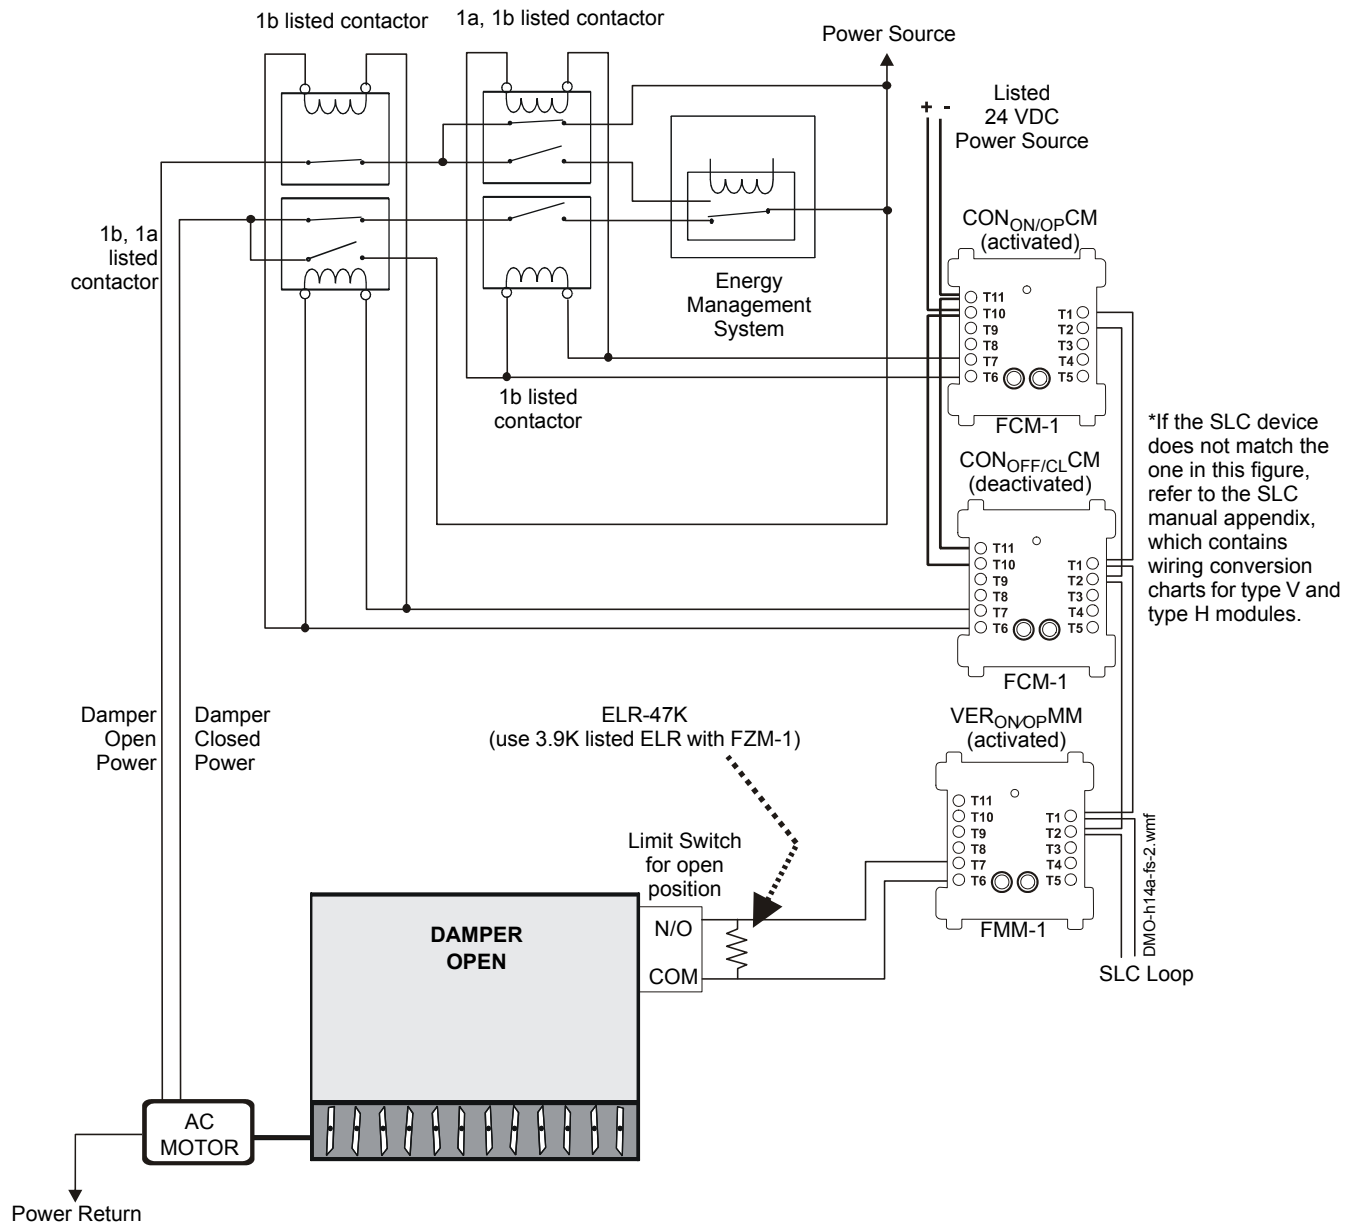 1b listed contactor
1a, 1b listed contactor
Power Source
+ -
Listed
24 VDC
Power Source
1b, 1a
listed
contactor
Energy
Management
System
1b listed
contactor
CONON/OPCM
(activated)
T11
T10
T9
T8
T7
T6
T1
T2
T3
T4
T5
FCM-1
CONOFF/CLCM
(deactivated)
T11
T10
T9
T8
T7
T6
T1
T2
T3
T4
T5
FCM-1
*If the SLC device
does not match the
one in this figure,
refer to the SLC
manual appendix,
which contains
wiring conversion
charts for type V and
type H modules.
Damper
Open
Power
Damper
Closed
Power
ELR-47K
(use 3.9K listed ELR with FZM-1)
VERON/OPMM
(activated)
T11
T10
T9
T8
T7
T6
T1
T2
T3
T4
T5
FMM-1
DMO-h14a-fs-2.wmf
SLC Loop
Limit Switch
for open
position
N/O
COM
DAMPER
OPEN
AC
MOTOR
Power Return